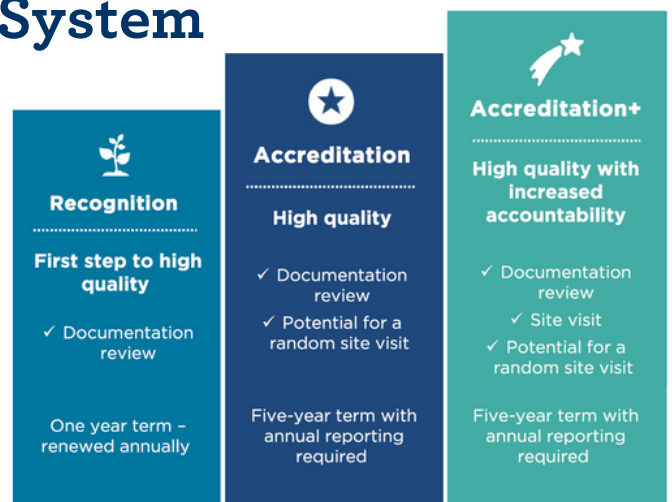 System
Recognition
First step to high
quality
✓ Documentation
review
One year term –
renewed annually
Accreditation
High quality
✓ Documentation
review
✓ Potential for a
random site visit
Five-year term with
annual reporting
required
Accreditation+
High quality with
increased
accountability
✓ Documentation
review
✓ Site visit
✓ Potential for a
random site visit
Five-year term with
annual reporting
required